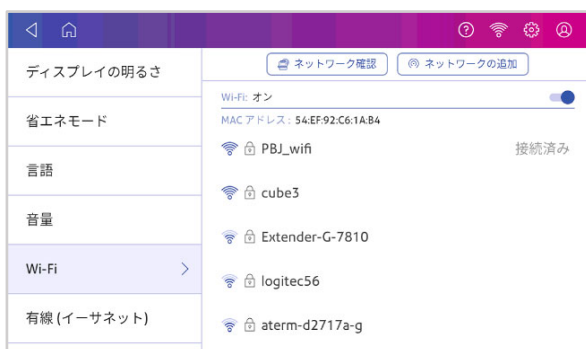 ネットワーク確認
ネットワークの追加
ディスプレイの明るさ
省エネモード
言語
音量
Wi-Fi
有線 (イーサネット)
Wi-Fi: オン
MAC アドレス : 54:EF:92:C6:1A:B4
PBJ_wifi 接続済み
cube3
Extender-G-7810
logitec56
aterm-d2717a-g